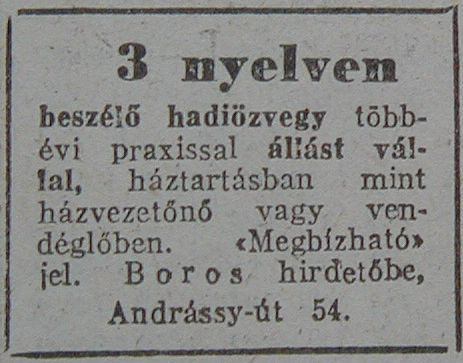 3 nyelven
beszélő hadiözvegy több-
évi praxissal állást vál-
lal, háztartásban mint
házvezetőnő vagy ven-
déglőben. «Megbízható»
jel. Boros hirdetőbe,
Andrássy-út 54.